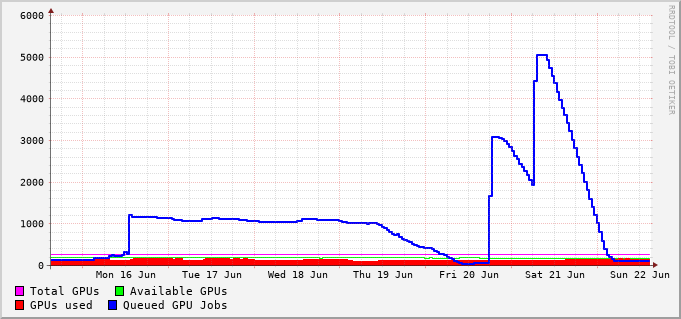 6000
5000
4000
3000
2000
1000
0
Mon 16 Jun Tue 17 Jun Wed 18 Jun Thu 19 Jun Fri 20 Jun Sat 21 Jun Sun 22 Jun
Total GPUs Available GPUs
GPUs used Queued GPU Jobs
RRDTOOL / TOBI OETIKER